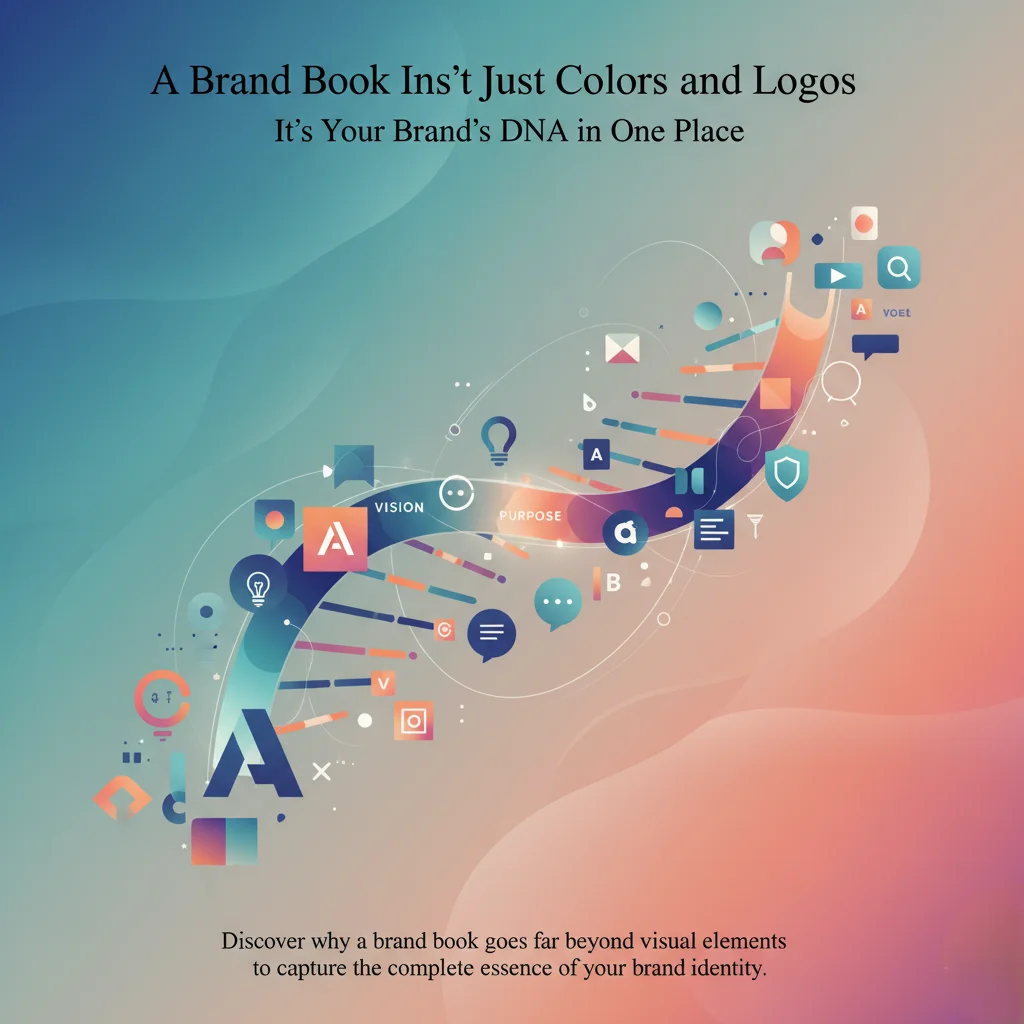 A Brand Book Ins't Just Colors and Logos
It's Your Brand's DNA in One Place
A VOEL
A
VISION
PURPOSE
A
a
B
V
A
Discover why a brand book goes far beyond visual elements
to capture the complete essence of your brand identity.